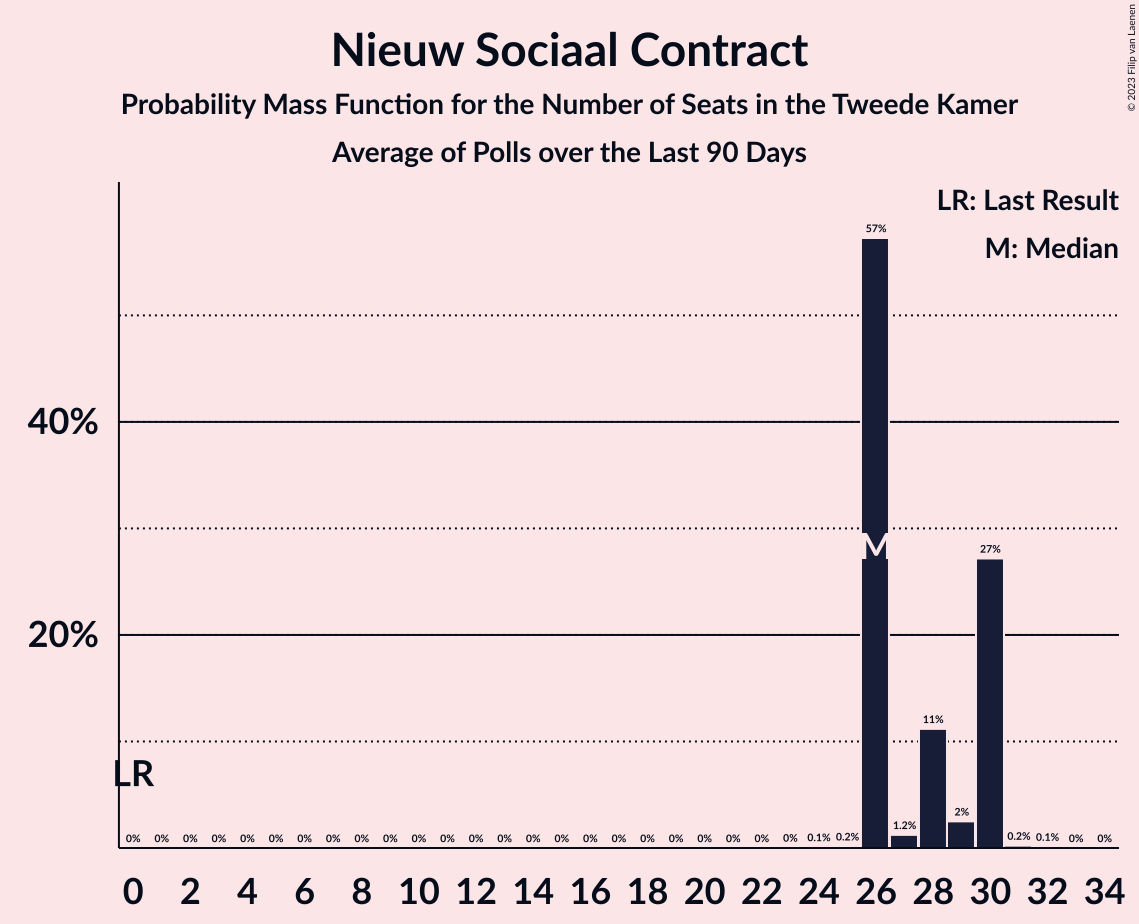 Nieuw Sociaal Contract
Probability Mass Function for the Number of Seats in the Tweede Kamer
Average of Polls over the Last 90 Days
© 2023 Filip van Laenen
LR: Last Result
M: Median
57%
40%
M
27%
20%
11%
LR
0% 0% 0% 0% 0% 0% 0% 0% 0% 0% 0% 0% 0% 0% 0% 0% 0% 0% 0% 0% 0% 0% 0% 0% 0.1% 0.2% 1.2% 2% 0.2% 0.1% 0% 0%
0 2 4 6 8 10 12 14 16 18 20 22 24 26 28 30 32 34